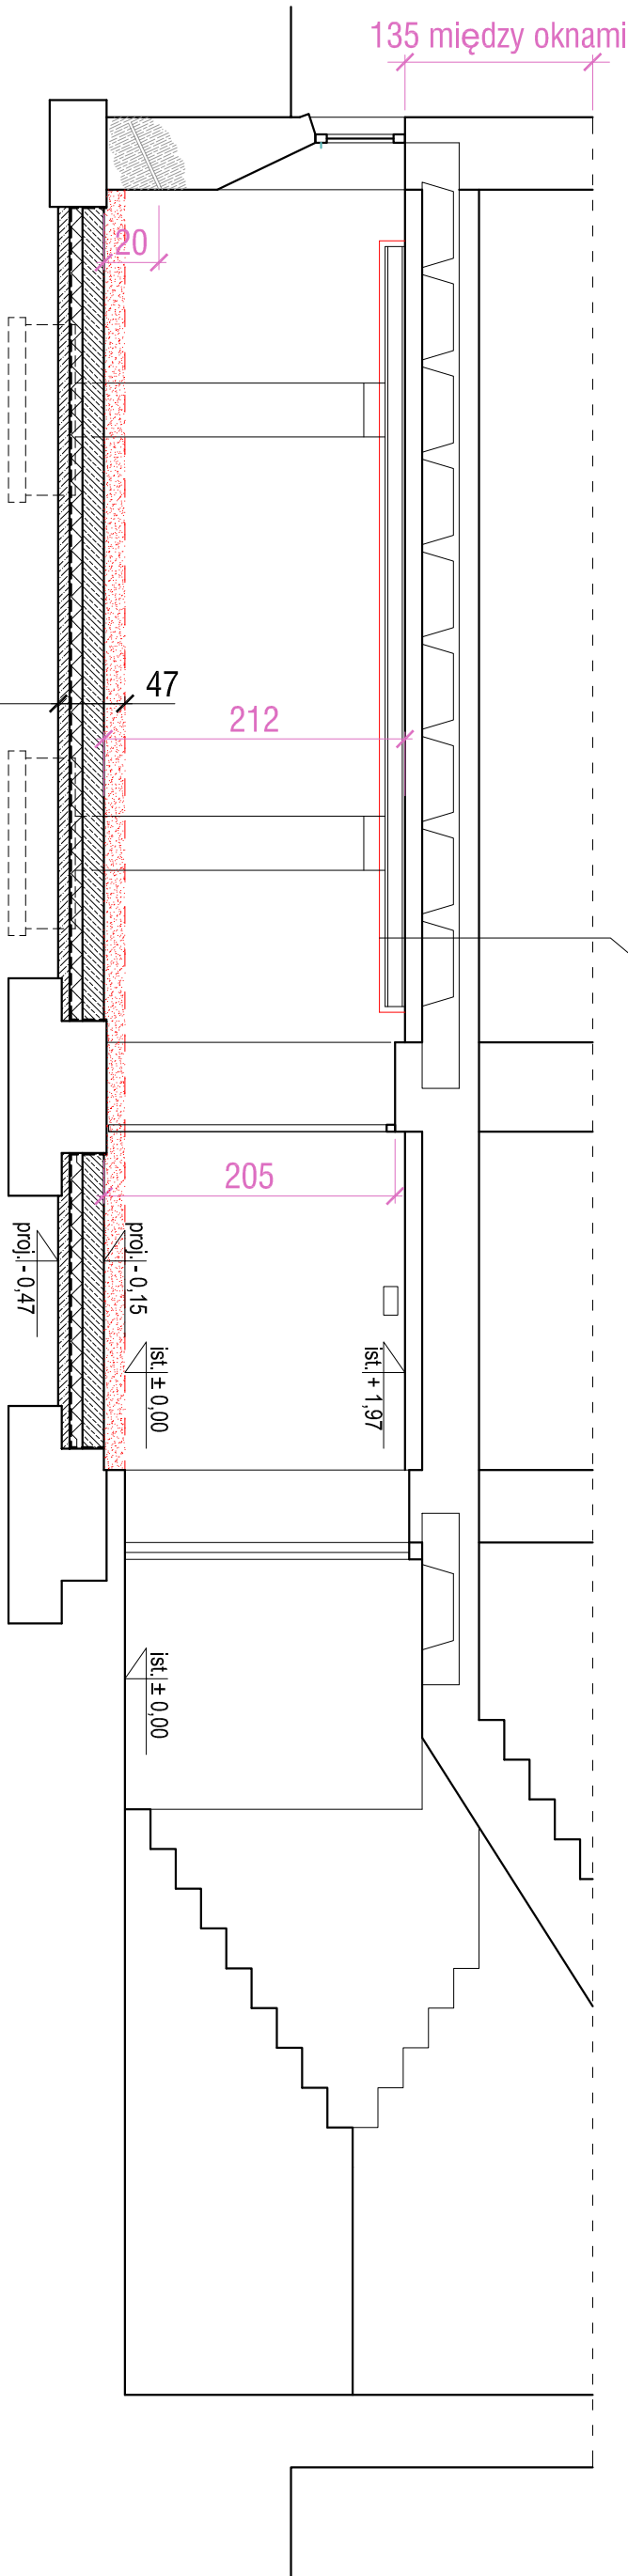 135 między oknami
20
47
212
205
proj. - 0,47
proj. - 0,15
ist. ± 0,00
ist. + 1,97
ist. ± 0,00